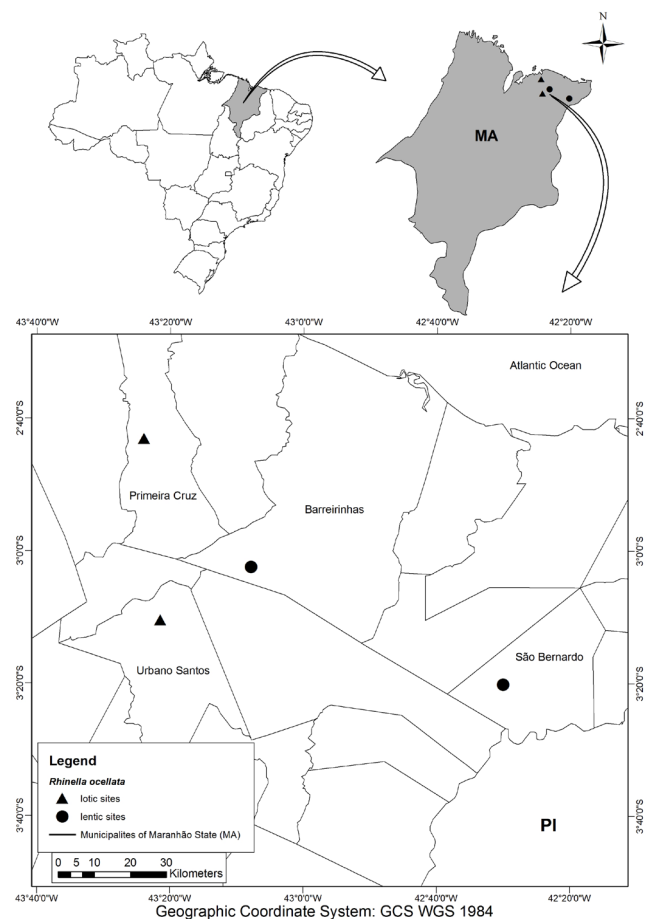 N
MA
43°40'0"W 43°20'0"W 43°0'0"W 42°40'0"W 42°20'0"W
Atlantic Ocean
2°40'0"S 2°40'0"S
Primeira Cruz
Barreirinhas
3°0'0"S 3°0'0"S
São Bernardo
Urbano Santos
3°20'0"S 3°20'0"S
Legend
Rhinella ocellata
lotic sites
lentic sites
Municipalites of Maranhão State (MA)
3°40'0"S 3°40'0"S
PI
0 5 10 20 30
Kilometers
43°40'0"W 43°20'0"W 43°0'0"W 42°40'0"W 42°20'0"W
Geographic Coordinate System: GCS WGS 1984